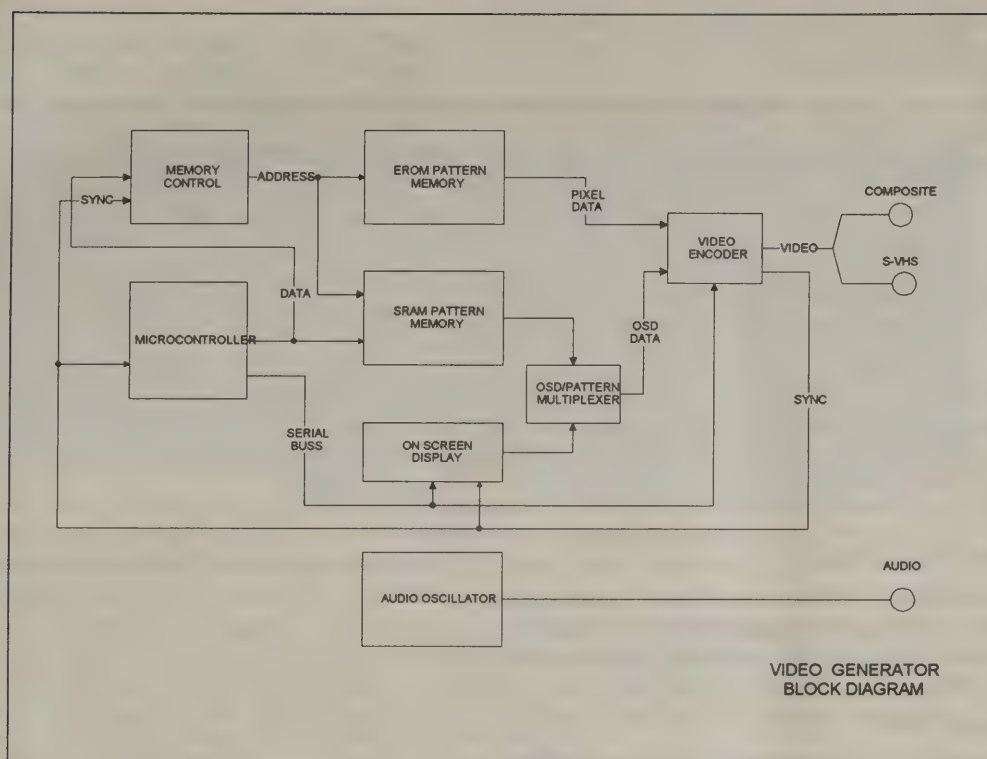 MEMORY
CONTROL
ADDRESS
EROM PATTERN
MEMORY
SYNC
PIXEL
DATA
COMPOSITE
VIDEO
ENCODER
VIDEO
S-VHS
DATA
MICROCONTROLLER
SRAM PATTERN
MEMORY
OSD
DATA
OSD/PATTERN
MULTIPLEXER
SYNC
SERIAL
BUSS
ON SCREEN
DISPLAY
AUDIO OSCILLATOR
AUDIO
VIDEO GENERATOR
BLOCK DIAGRAM